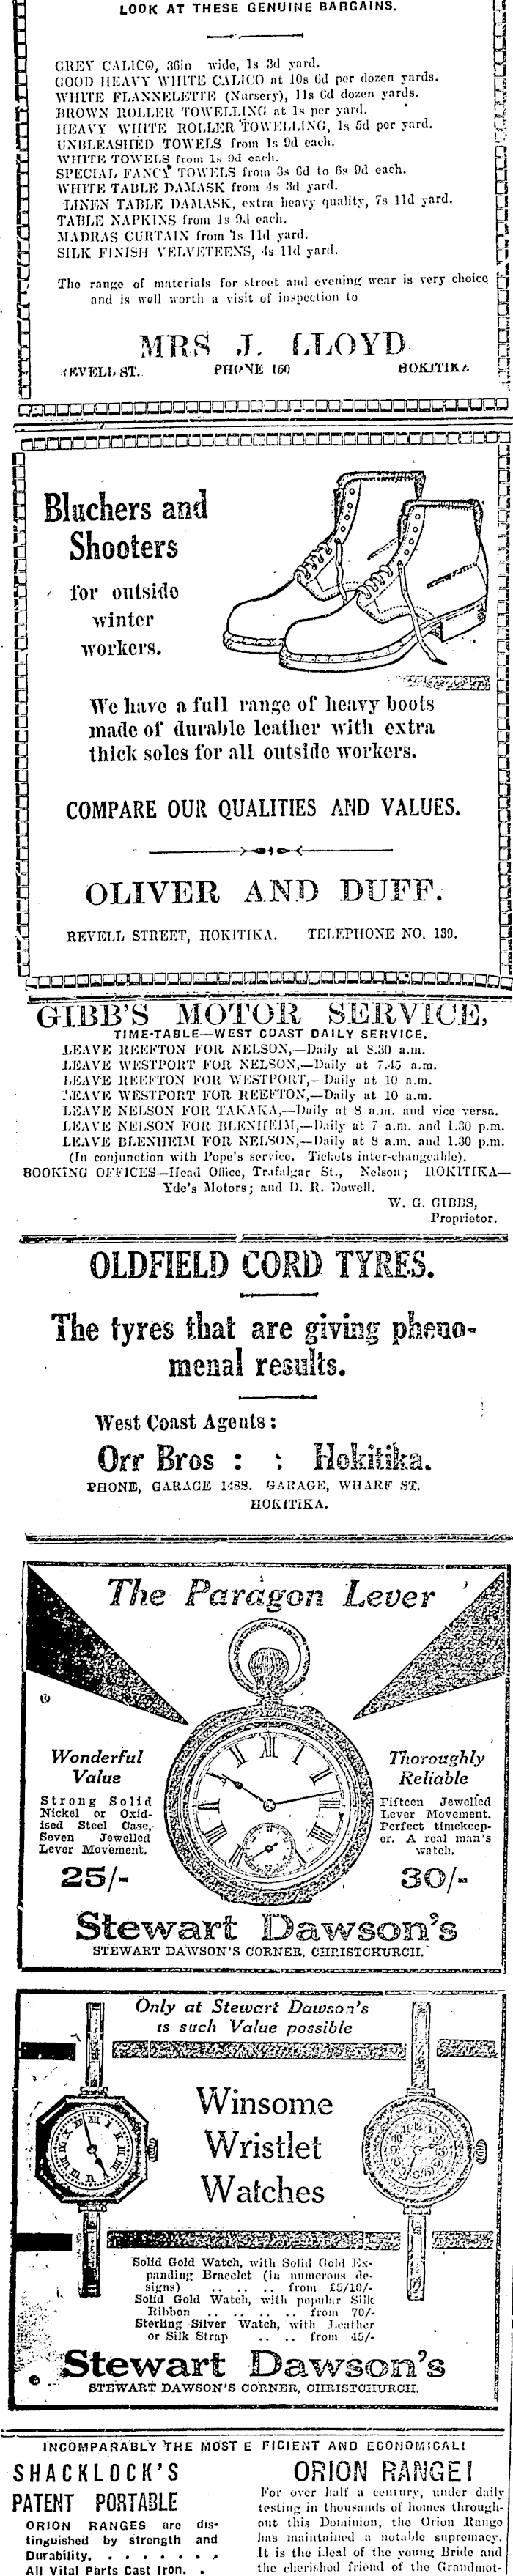 LOOK AT THESE GENUINE BARGAINS.
GREY CALICO, 36in wide, 1s 3d yard.
GOOD HEAVY WHITE CALICO at 10s 6d per dozen yards.
WHITE FLANNELETTE (Nursery), 11s 6d dozen yards.
BROWN ROLLER TOWELLING at 1s per yard.
HEAVY WHITE ROLLER TOWELLING, 1s 5d per yard.
UNBLEASHED TOWELS from 1s 9d each.
WHITE TOWELS from 1s 9d each.
SPECIAL FANCY TOWELS from 3s 6d to 6s 9d each.
WHITE TABLE DAMASK from 4s 3d yard.
LINEN TABLE DAMASK, extra heavy quality, 7s 11d yard.
TABLE NAPKINS from 1s 9d each.
MADRAS CURTAIN from 1s 11d yard.
SILK FINISH VELVETEENS, 4s 11d yard.
The range of materials for street and evening wear is very choice
and is well worth a visit of inspection to
MRS J. LLOYD
REVELL ST. PHONE 150 HOKITIKA
Bluchers and
Shooters
for outside
winter
workers.
We have a full range of heavy boots
made of durable leather with extra
thick soles for all outside workers.
COMPARE OUR QUALITIES AND VALUES.
OLIVER AND DUFF.
REVELL STREET, HOKITIKA. TELEPHONE NO. 139.
GIBB'S MOTOR SERVICE,
TIME-TABLE—WEST COAST DAILY SERVICE.
LEAVE REEFTON FOR NELSON,—Daily at 8.30 a.m.
LEAVE WESTPORT FOR NELSON,—Daily at 7.45 a.m.
LEAVE REEFTON FOR WESTPORT,—Daily at 10 a.m.
LEAVE WESTPORT FOR REEFTON,—Daily at 10 a.m.
LEAVE NELSON FOR TAKAKA,—Daily at 8 a.m. and vice versa.
LEAVE NELSON FOR BLENHEIM,—Daily at 7 a.m. and 1.30 p.m.
LEAVE BLENHEIM FOR NELSON,—Daily at 8 a.m. and 1.30 p.m.
(In conjunction with Pope's service. Tickets inter-changeable).
BOOKING OFFICES—Head Office, Trafalgar St., Nelson; HOKITIKA—
Yde's Motors; and D. R. Dowell.
W. G. GIBBS,
Proprietor.
OLDFIELD CORD TYRES.
The tyres that are giving pheno-
menal results.
West Coast Agents:
Orr Bros : : Hokitika.
PHONE, GARAGE 148S. GARAGE, WHARF ST.
HOKITIKA.
The Paragon Lever
Wonderful
Value
Strong Solid
Nickel or Oxid-
ised Steel Case,
Seven Jewelled
Lever Movement.
25/-
Thoroughly
Reliable
Fifteen Jewelled
Lever Movement.
Perfect timekeep-
er. A real man's
watch.
30/-
Stewart Dawson's
STEWART DAWSON'S CORNER, CHRISTCHURCH.
Only at Stewart Dawson's
is such Value possible
Winsome
Wristlet
Watches
Solid Gold Watch, with Solid Gold Ex-
panding Bracelet (in numerous de-
signs) .. .. .. from £5/10/-
Solid Gold Watch, with popular Silk
Ribbon .. .. .. .. from 70/-
Sterling Silver Watch, with Leather
or Silk Strap .. .. from 45/-
Stewart Dawson's
STEWART DAWSON'S CORNER, CHRISTCHURCH.
INCOMPARABLY THE MOST E FICIENT AND ECONOMICAL!
SHACKLOCK'S
PATENT PORTABLE
ORION RANGES are dis-
tinguished by strength and
Durability. . . . . . . .
All Vital Parts Cast Iron. .
ORION RANGE!
For over half a century, under daily
testing in thousands of homes through-
out this Dominion, the Orion Range
has maintained a notable supremacy.
It is the ideal of the young Bride and
the cherished friend of the Grandmot-